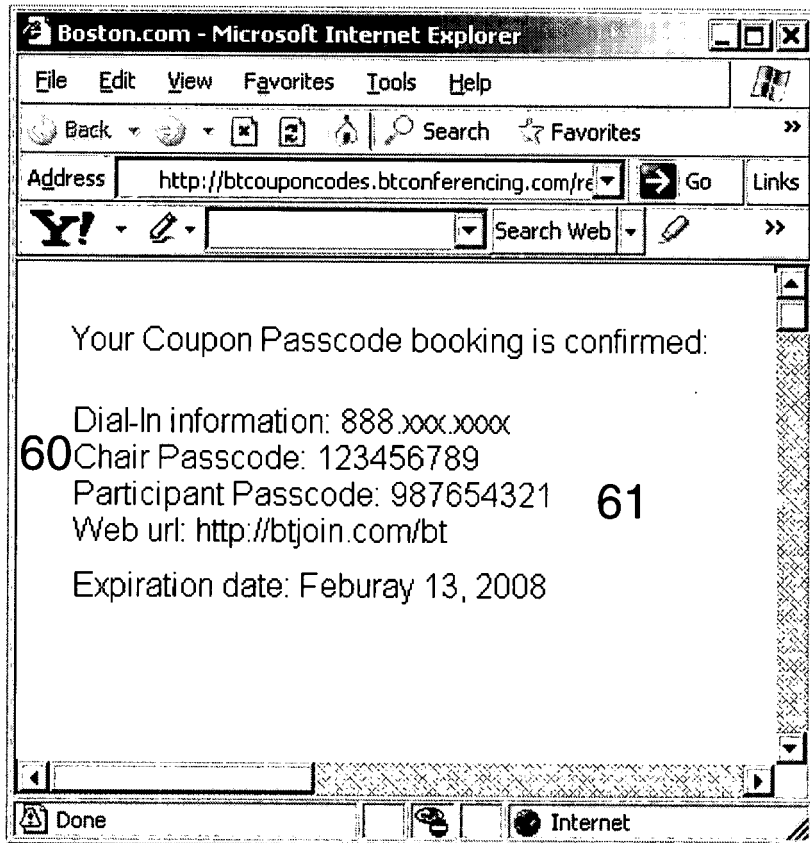 Boston.com - Microsoft Internet Explorer
File Edit View Favorites Tools Help
Back Search Favorites »
Address http://btcouponcodes.btconferencing.com/re Go Links
Y! Search Web »
Your Coupon Passcode booking is confirmed:
Dial-In information: 888.xxx.xxxx
60 Chair Passcode: 123456789
Participant Passcode: 987654321 61
Web url: http://btjoin.com/bt
Expiration date: Feburay 13, 2008
Done Internet